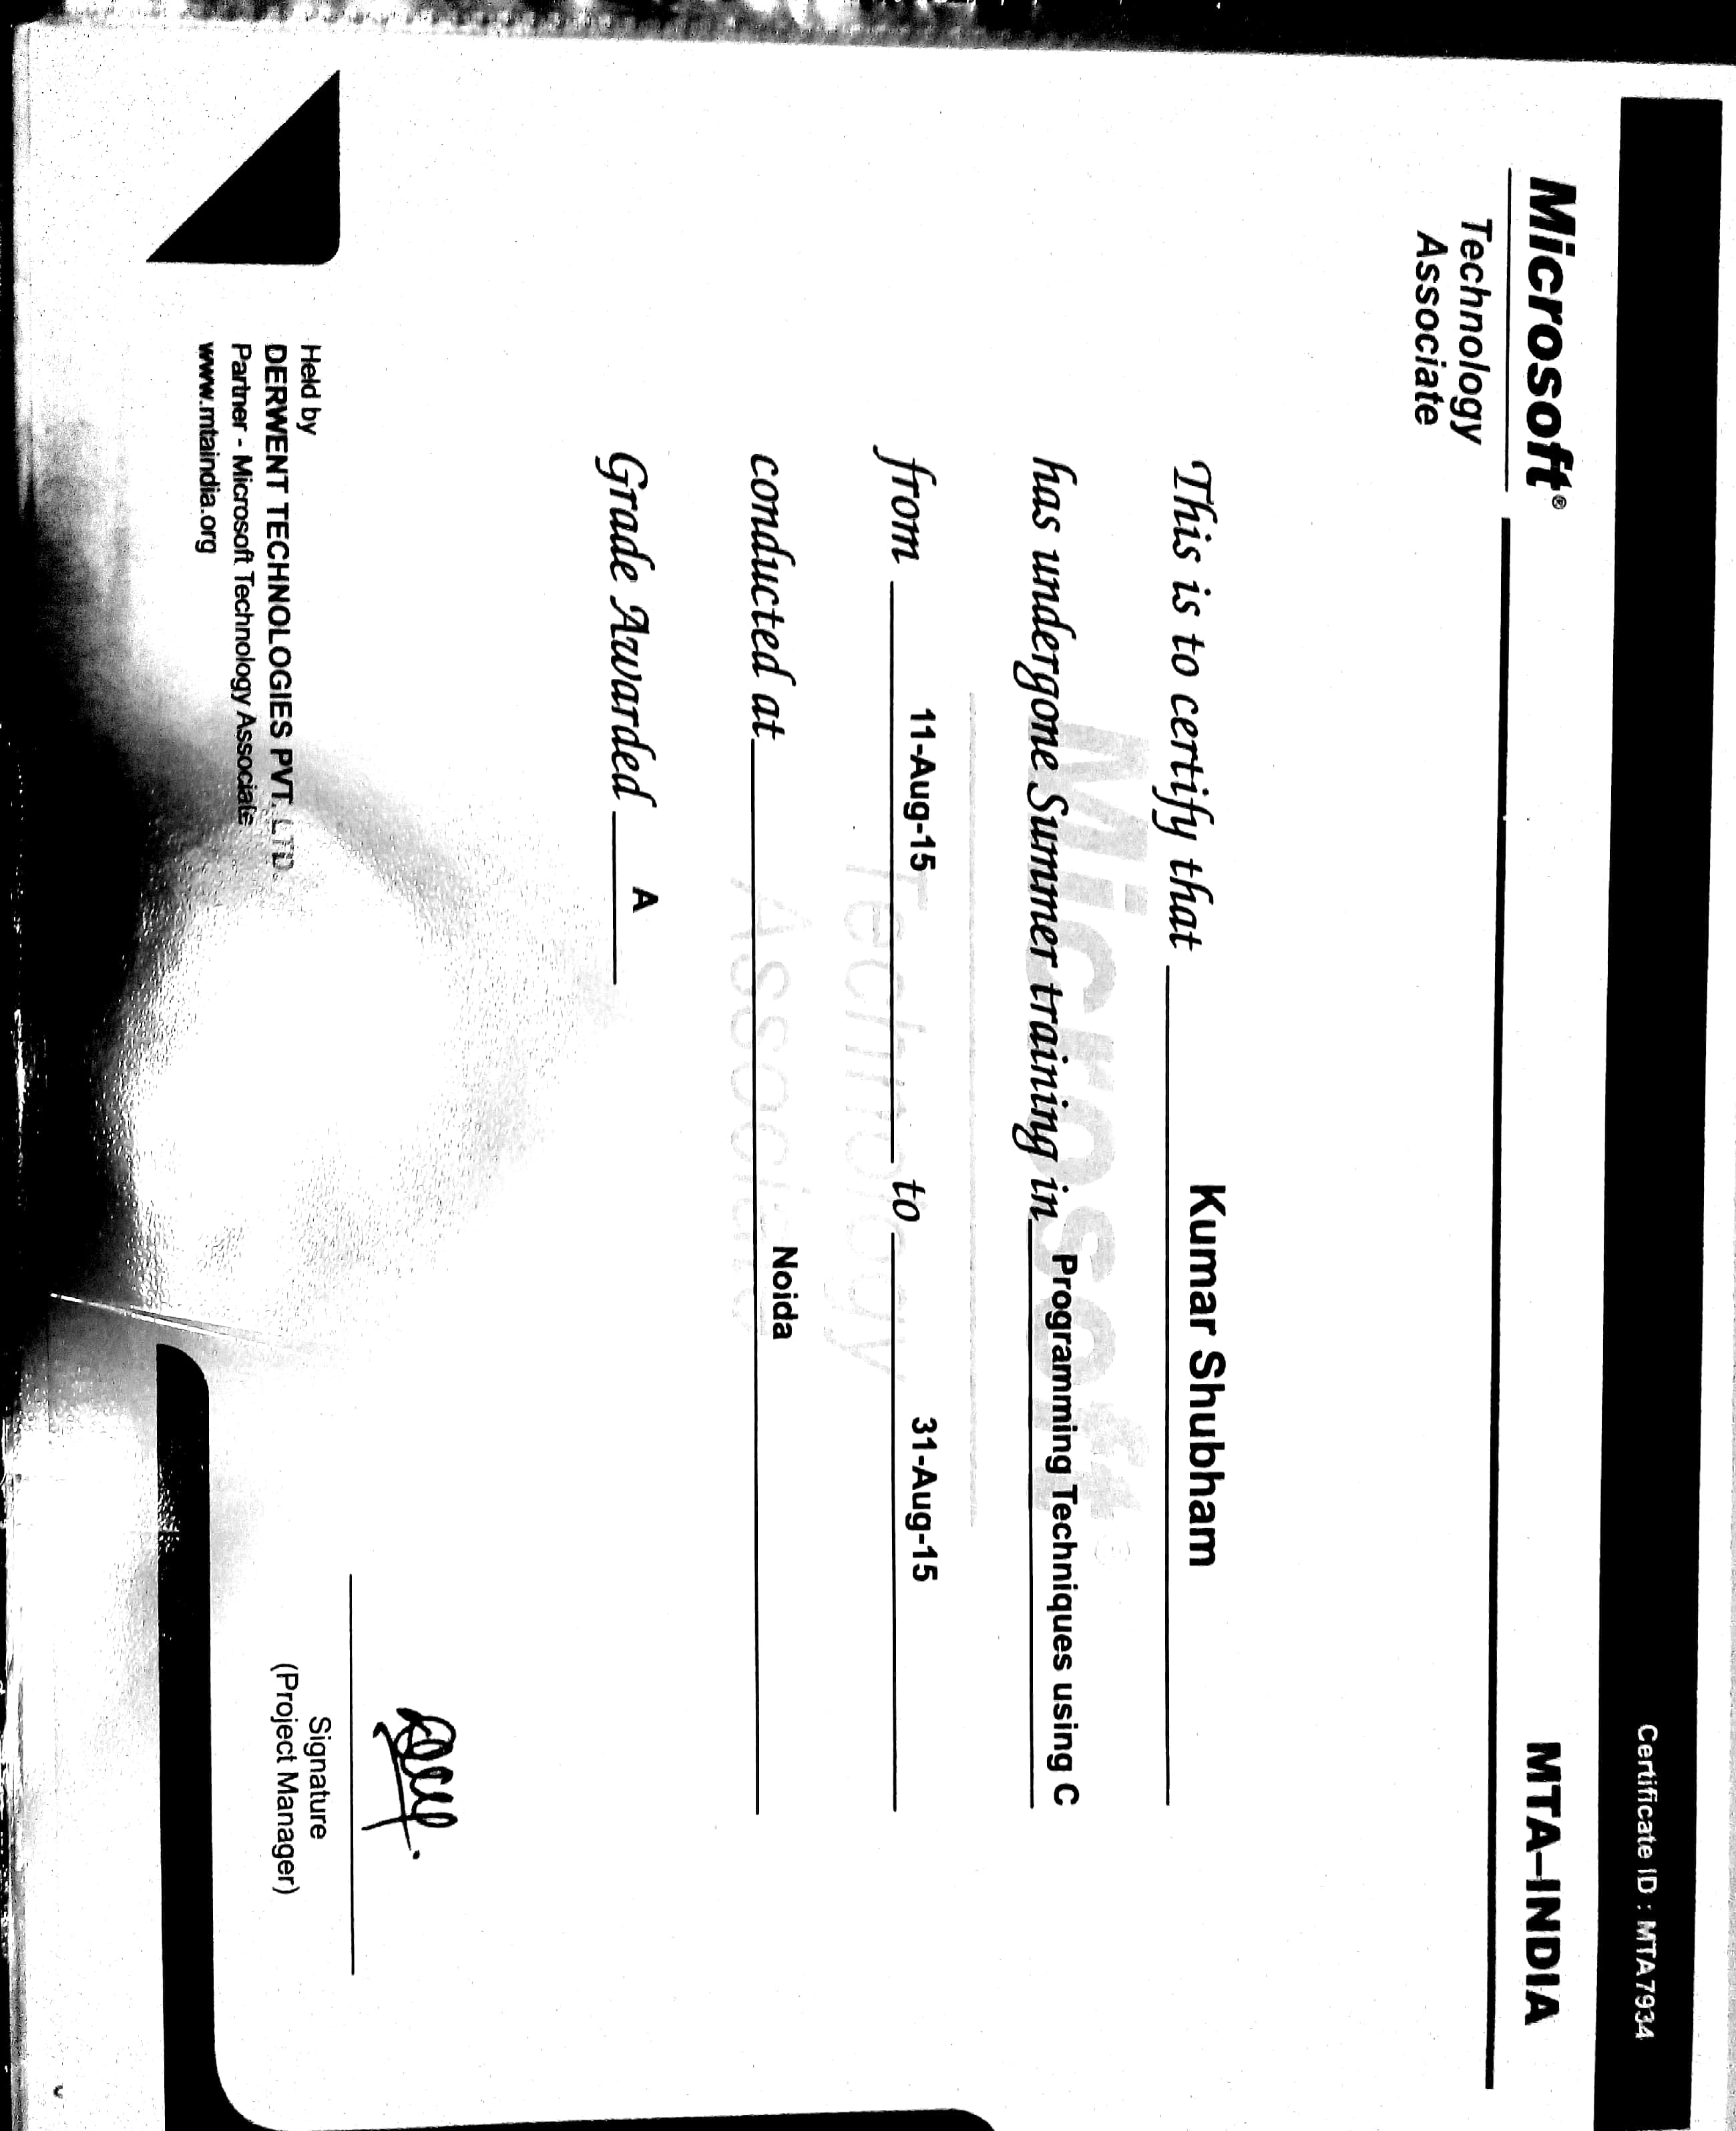 Certificate ID : MTA7934
Microsoft®
MTA–INDIA
Technology
Associate
This is to certify that Kumar Shubham
has undergone Summer training in Programming Techniques using C
from 11-Aug-15 to 31-Aug-15
conducted at Noida
Grade Awarded A
Microsoft®
Technology
Associate
Signature
(Project Manager)
Held by
DERWENT TECHNOLOGIES PVT. LTD.
Partner - Microsoft Technology Associate
www.mtaindia.org